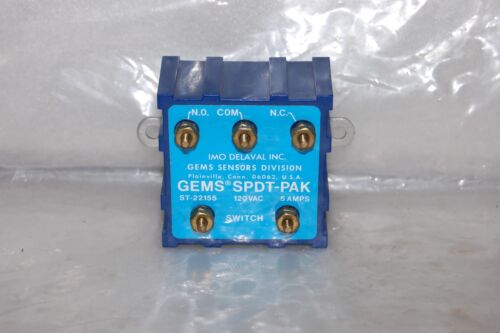 N.O. COM N.C.
IMO DELAVAL INC.
GEMS SENSORS DIVISION
Plainville, Conn. 06062, U.S.A.
GEMS® SPDT-PAK
ST-22155 120VAC 5 AMPS
SWITCH